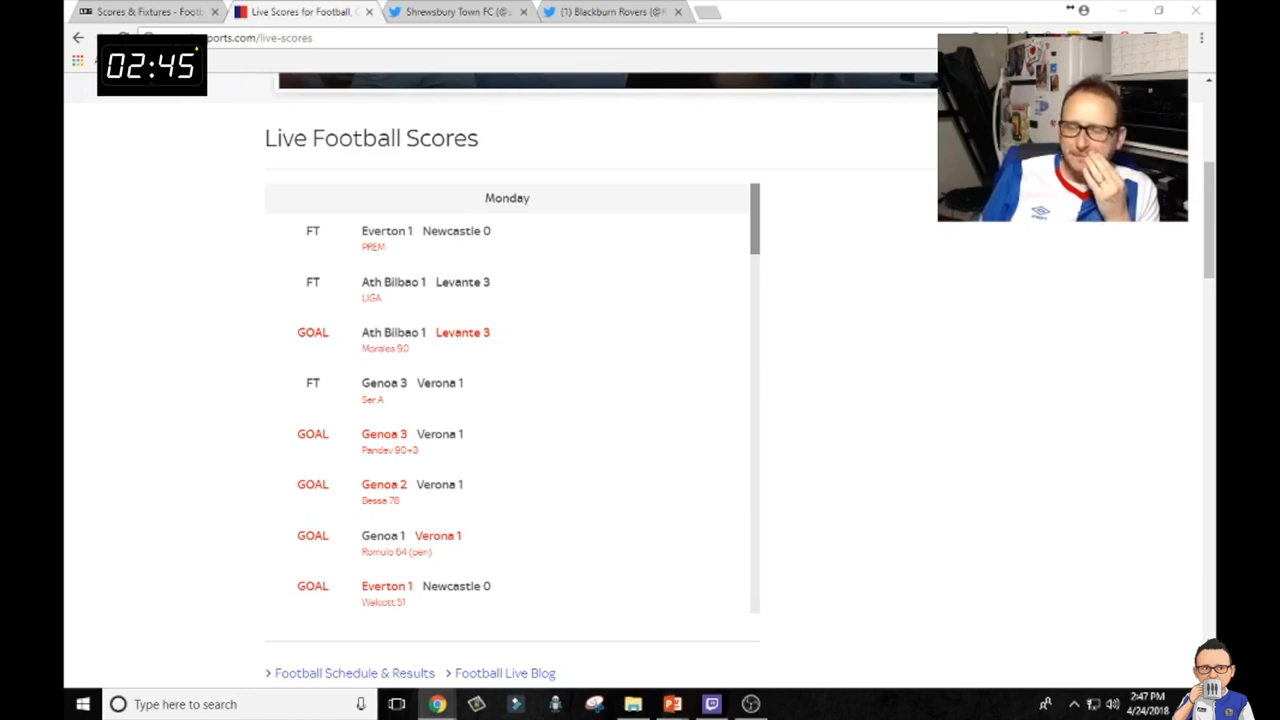 Scores & Fixtures - Footb
Live Scores for Football, C
Shrewsbury Town FC (@s
(1) Blackburn Rovers (@R
ports.com/live-scores
02:45
Live Football Scores
Monday
FT Everton 1 Newcastle 0
PREM
FT Ath Bilbao 1 Levante 3
LIGA
GOAL Ath Bilbao 1 Levante 3
Morales 90
FT Genoa 3 Verona 1
Ser A
GOAL Genoa 3 Verona 1
Pandev 90+3
GOAL Genoa 2 Verona 1
Bessa 78
GOAL Genoa 1 Verona 1
Romulo 64 (pen)
GOAL Everton 1 Newcastle 0
Walcott 51
> Football Schedule & Results > Football Live Blog
Type here to search
2:47 PM
4/24/2018